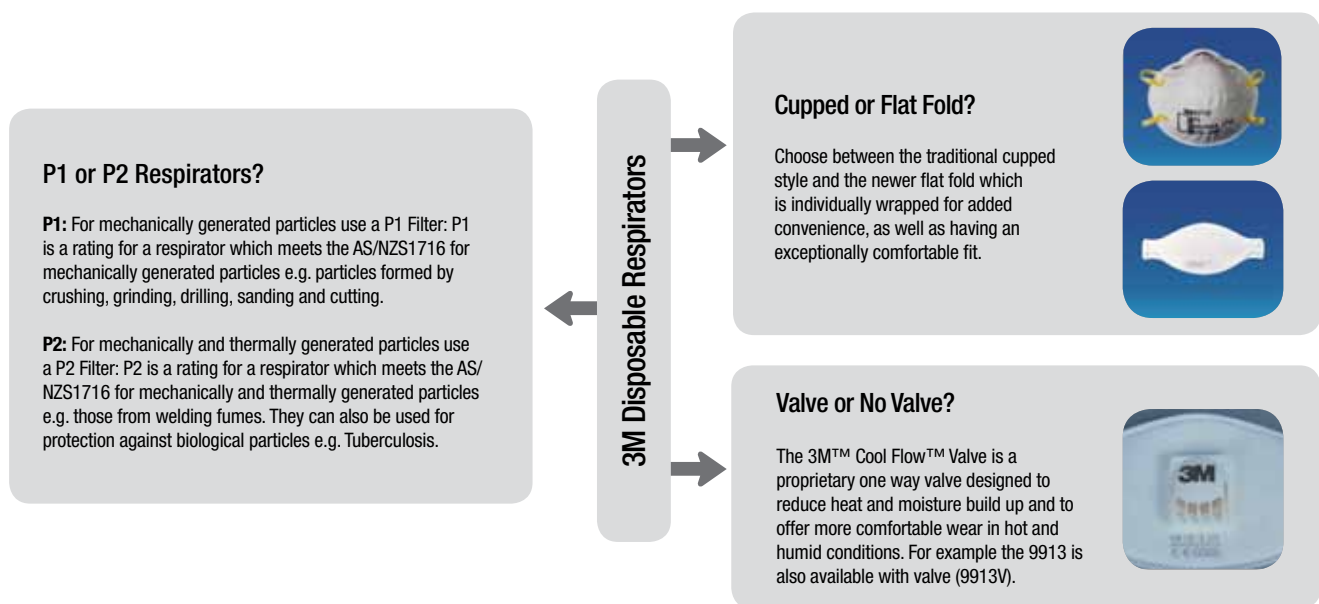 P1 or P2 Respirators?
P1: For mechanically generated particles use a P1 Filter: P1
is a rating for a respirator which meets the AS/NZS1716 for
mechanically generated particles e.g. particles formed by
crushing, grinding, drilling, sanding and cutting.
P2: For mechanically and thermally generated particles use
a P2 Filter: P2 is a rating for a respirator which meets the AS/
NZS1716 for mechanically and thermally generated particles
e.g. those from welding fumes. They can also be used for
protection against biological particles e.g. Tuberculosis.
3M Disposable Respirators
Cupped or Flat Fold?
Choose between the traditional cupped
style and the newer flat fold which
is individually wrapped for added
convenience, as well as having an
exceptionally comfortable fit.
Valve or No Valve?
The 3M™ Cool Flow™ Valve is a
proprietary one way valve designed to
reduce heat and moisture build up and to
offer more comfortable wear in hot and
humid conditions. For example the 9913 is
also available with valve (9913V).
3M